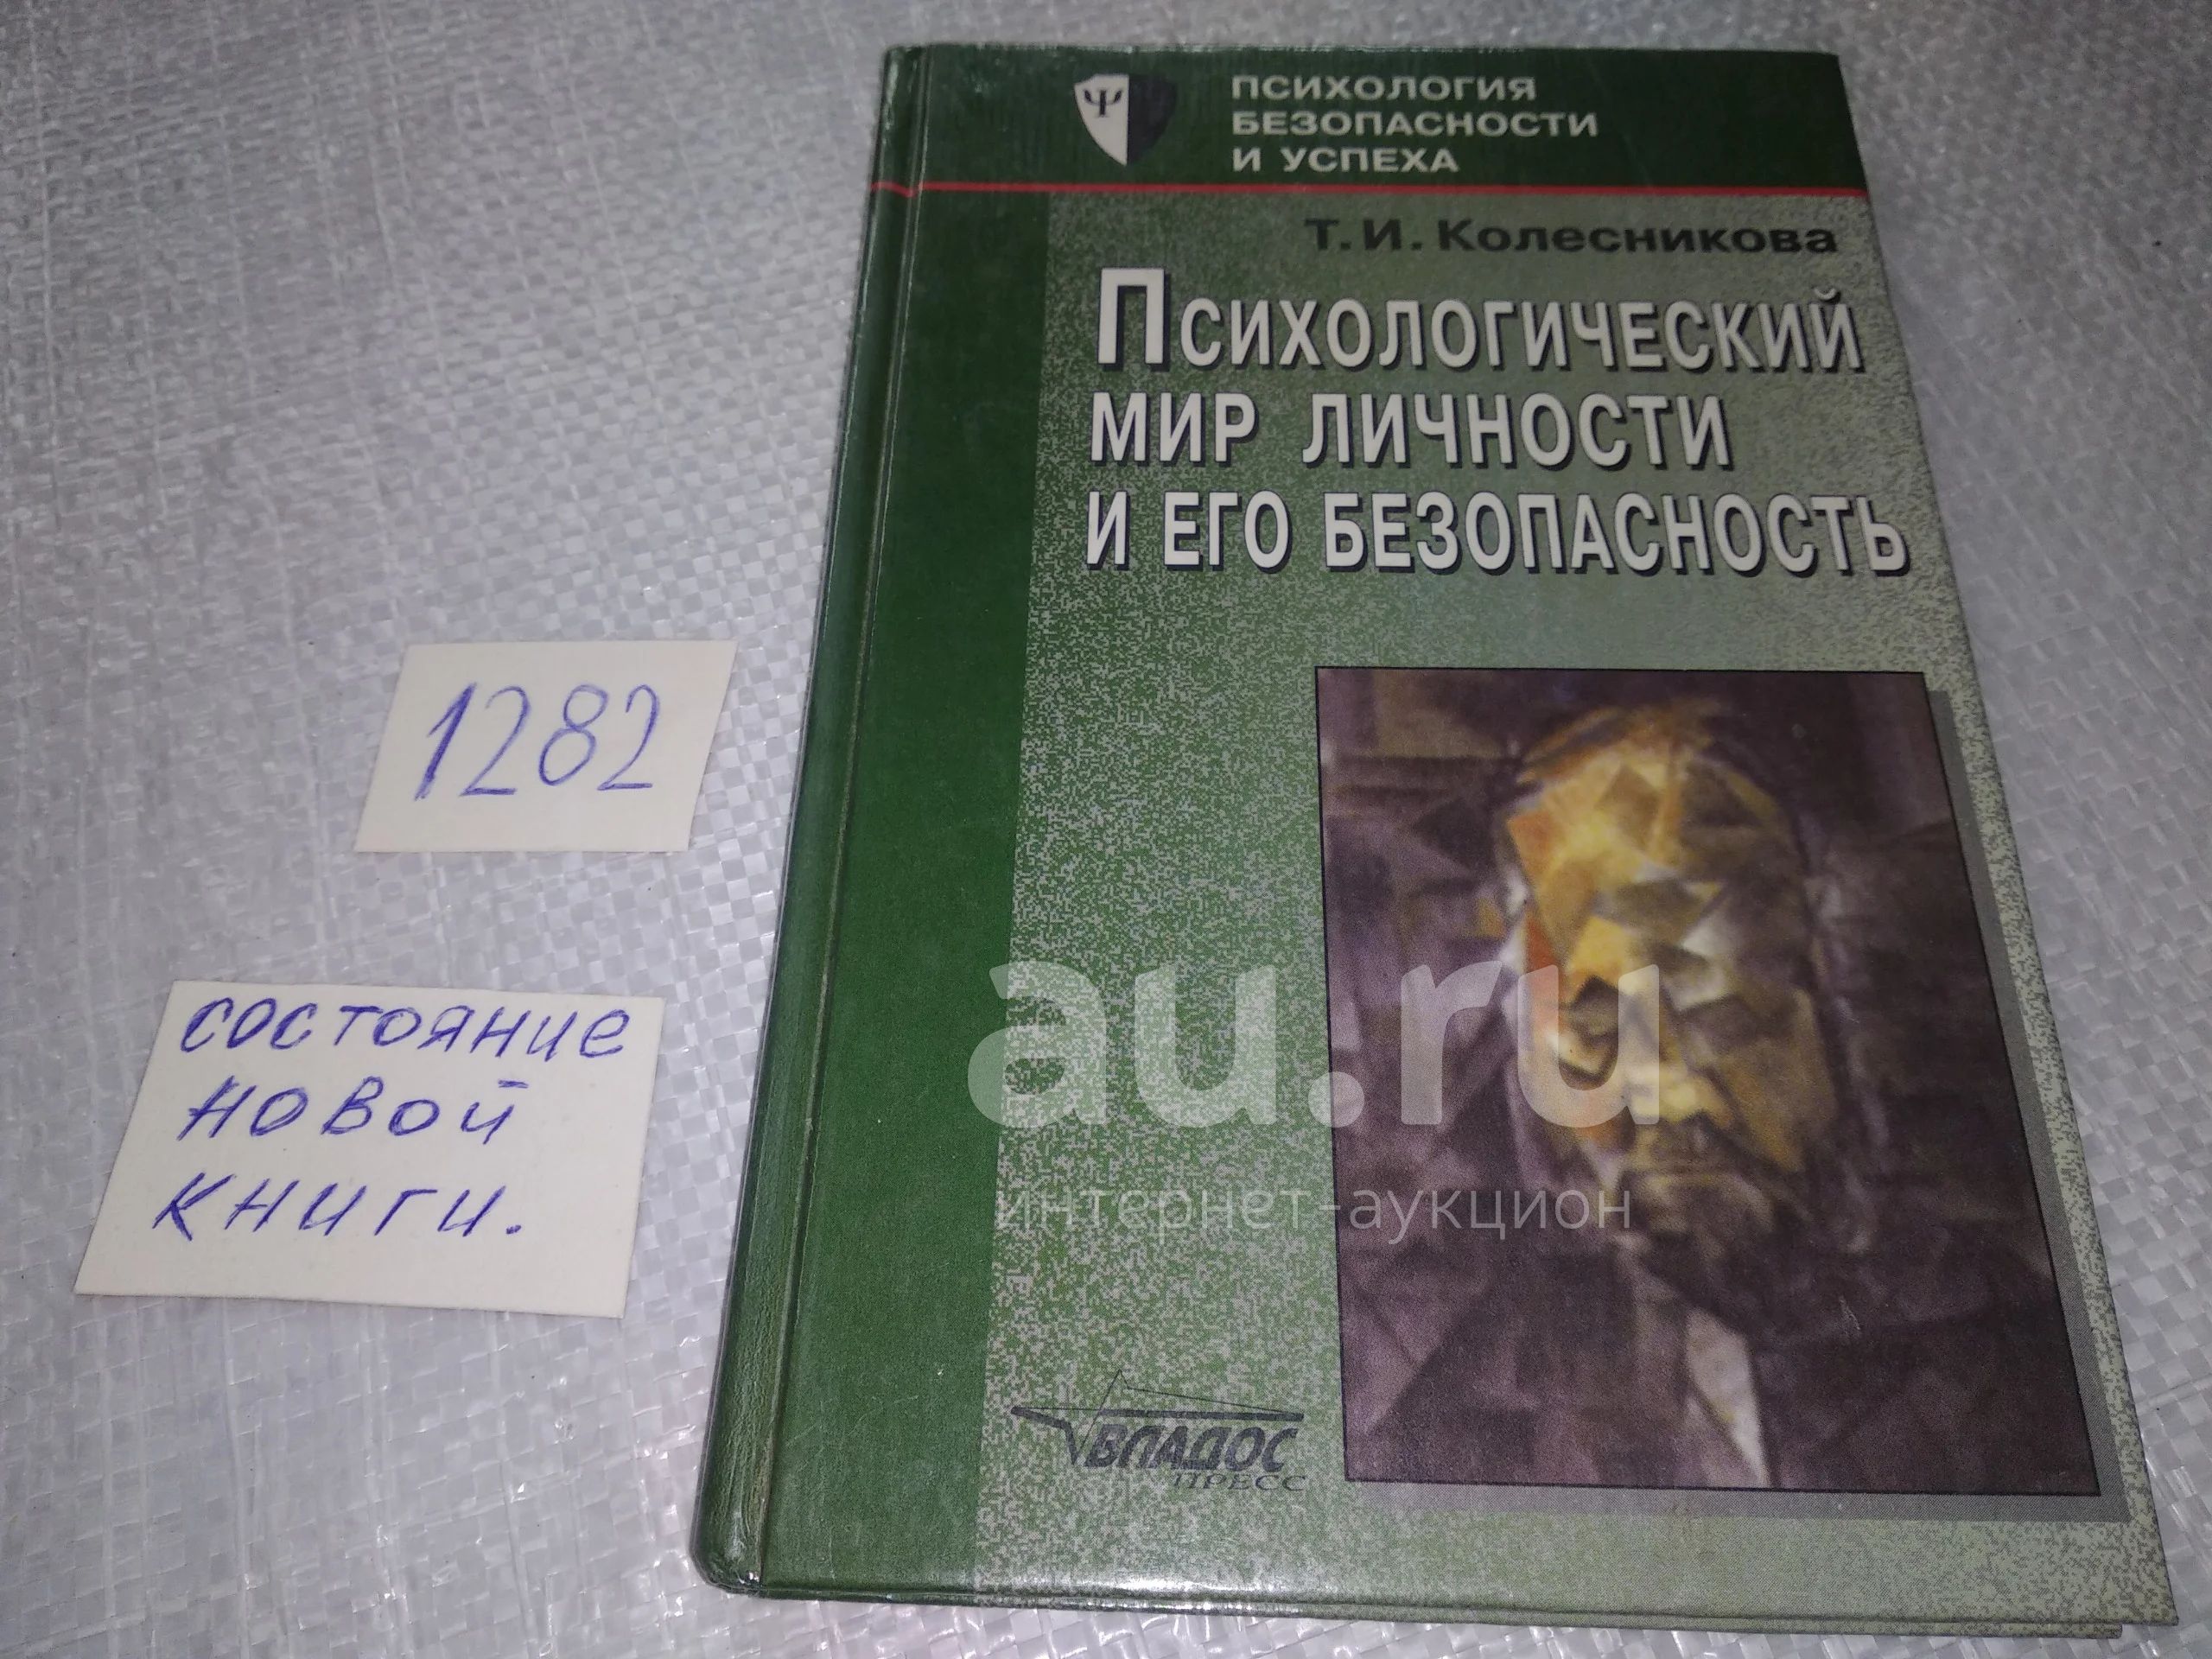 Ψ
ПСИХОЛОГИЯ
БЕЗОПАСНОСТИ
И УСПЕХА
Т. И. Колесникова
Психологический
мир личности
и его безопасность
1282
состояние
новой
книги.
au.ru
интернет-аукцион
ВЛАДОС
ПРЕСС